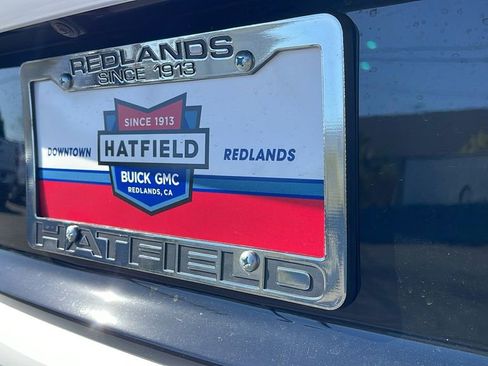 REDLANDS
SINCE 1913
SINCE 1913
DOWNTOWN HATFIELD REDLANDS
BUICK GMC
REDLANDS, CA
HATFIELD